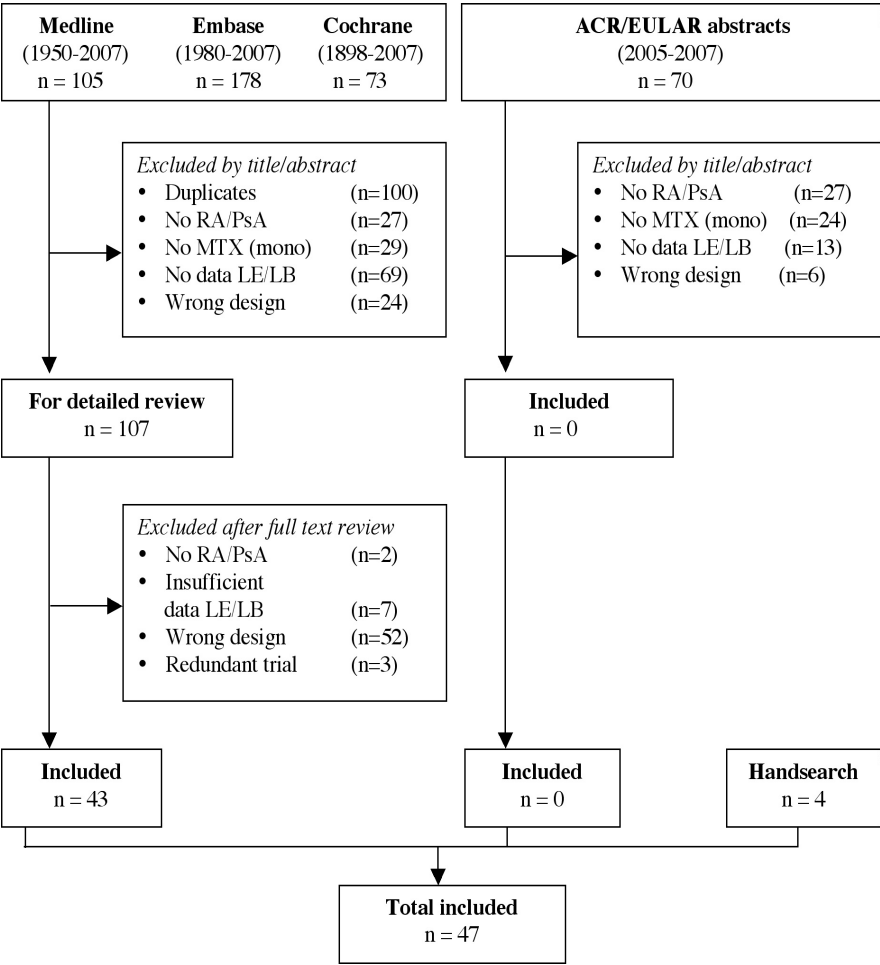 Medline Embase Cochrane
(1950-2007) (1980-2007) (1898-2007)
n = 105 n = 178 n = 73
ACR/EULAR abstracts
(2005-2007)
n = 70
Excluded by title/abstract
• Duplicates (n=100)
• No RA/PsA (n=27)
• No MTX (mono) (n=29)
• No data LE/LB (n=69)
• Wrong design (n=24)
Excluded by title/abstract
• No RA/PsA (n=27)
• No MTX (mono) (n=24)
• No data LE/LB (n=13)
• Wrong design (n=6)
For detailed review
n = 107
Included
n = 0
Excluded after full text review
• No RA/PsA (n=2)
• Insufficient
data LE/LB (n=7)
• Wrong design (n=52)
• Redundant trial (n=3)
Included
n = 43
Included
n = 0
Handsearch
n = 4
Total included
n = 47